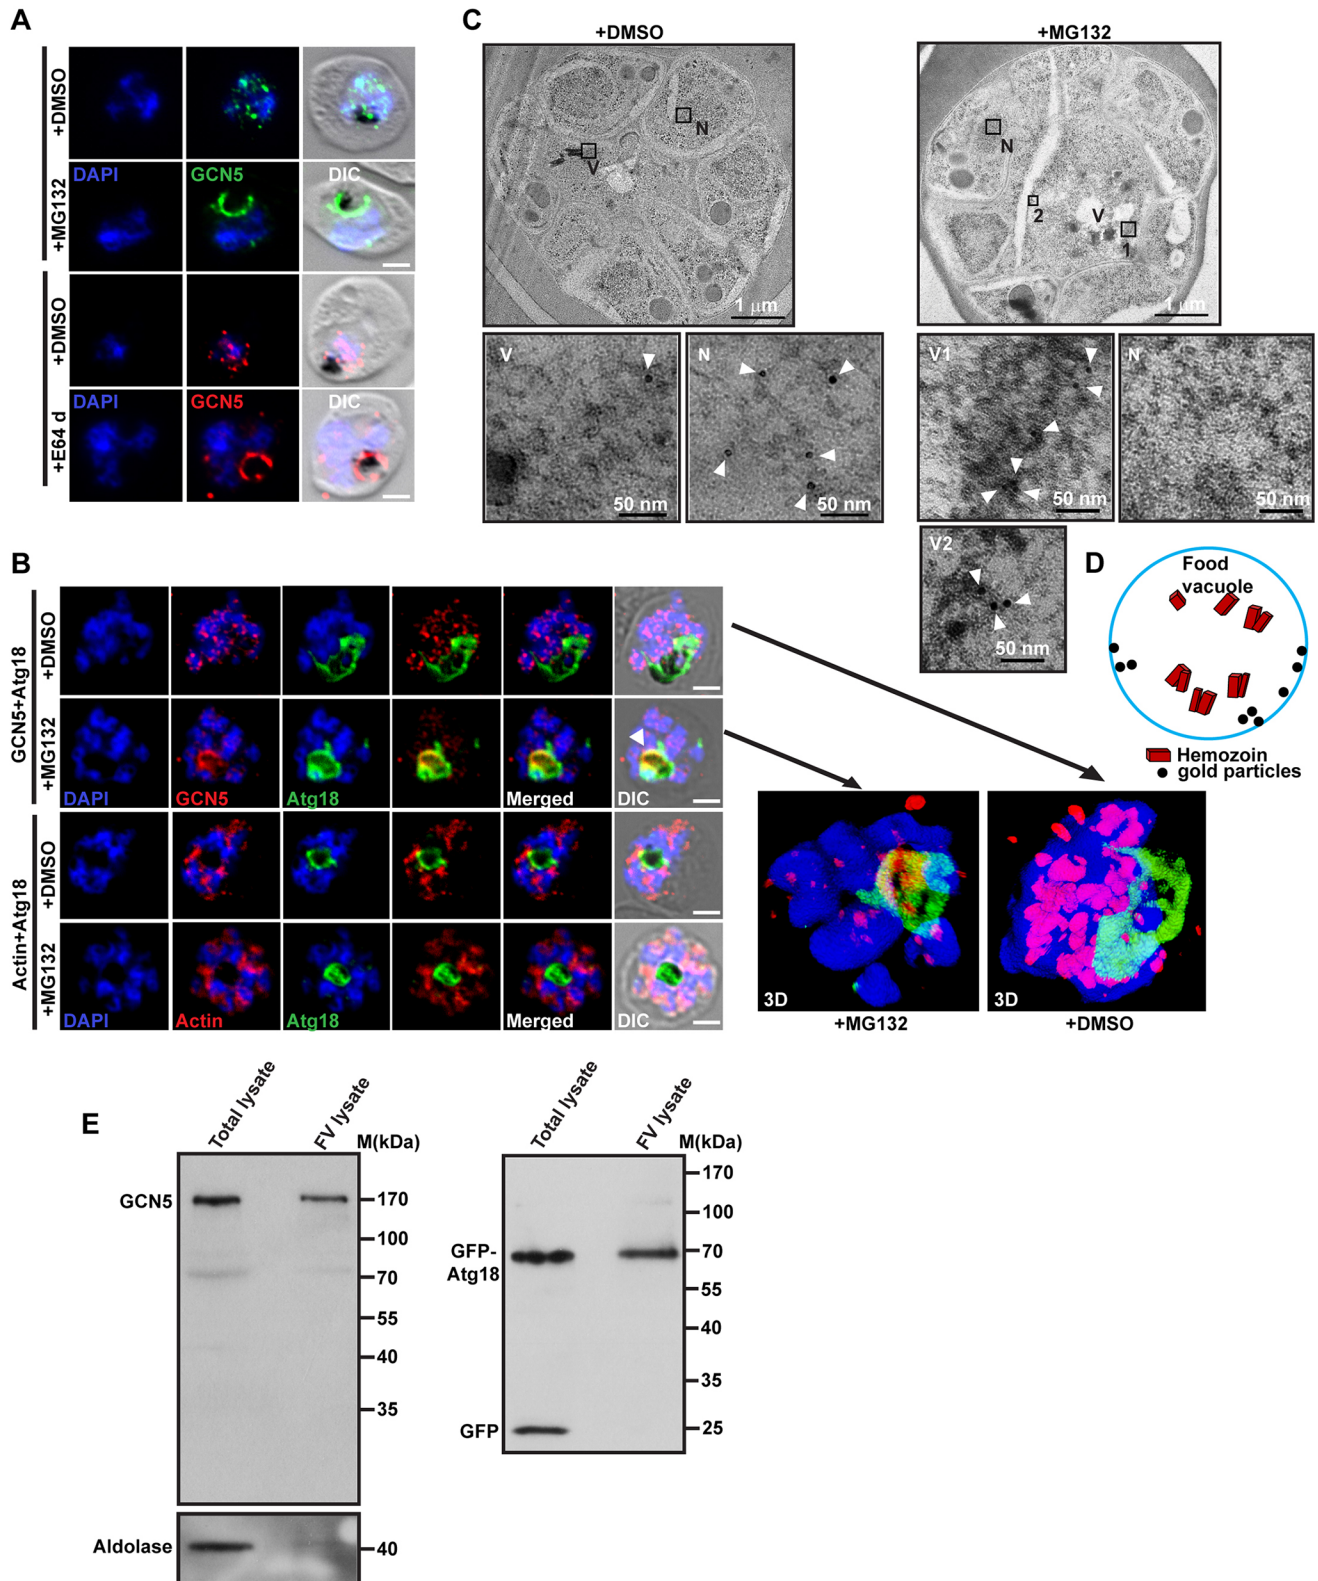 A
+DMSO
+MG132
DAPI
GCN5
DIC
+DMSO
+E64 d
DAPI
GCN5
DIC
B
GCN5+Atg18
+DMSO
+MG132
DAPI
GCN5
Atg18
Merged
DIC
Actin+Atg18
+DMSO
+MG132
DAPI
Actin
Atg18
Merged
DIC
C
+DMSO
N
V
1 µm
+MG132
N
2
V
1
1 µm
V
50 nm
N
50 nm
V1
50 nm
N
50 nm
V2
50 nm
D
Food
vacuole
Hemozoin
gold particles
3D
+MG132
3D
+DMSO
E
Total lysate
FV lysate
M(kDa)
GCN5
170
100
70
55
40
35
Aldolase
40
Total lysate
FV lysate
M(kDa)
170
100
GFP-
Atg18
70
55
40
35
GFP
25